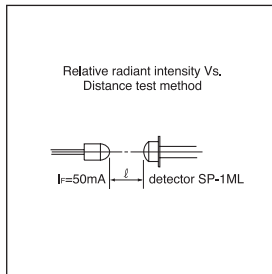 Relative radiant intensity Vs.
Distance test method
ℓ
IF=50mA detector SP-1ML